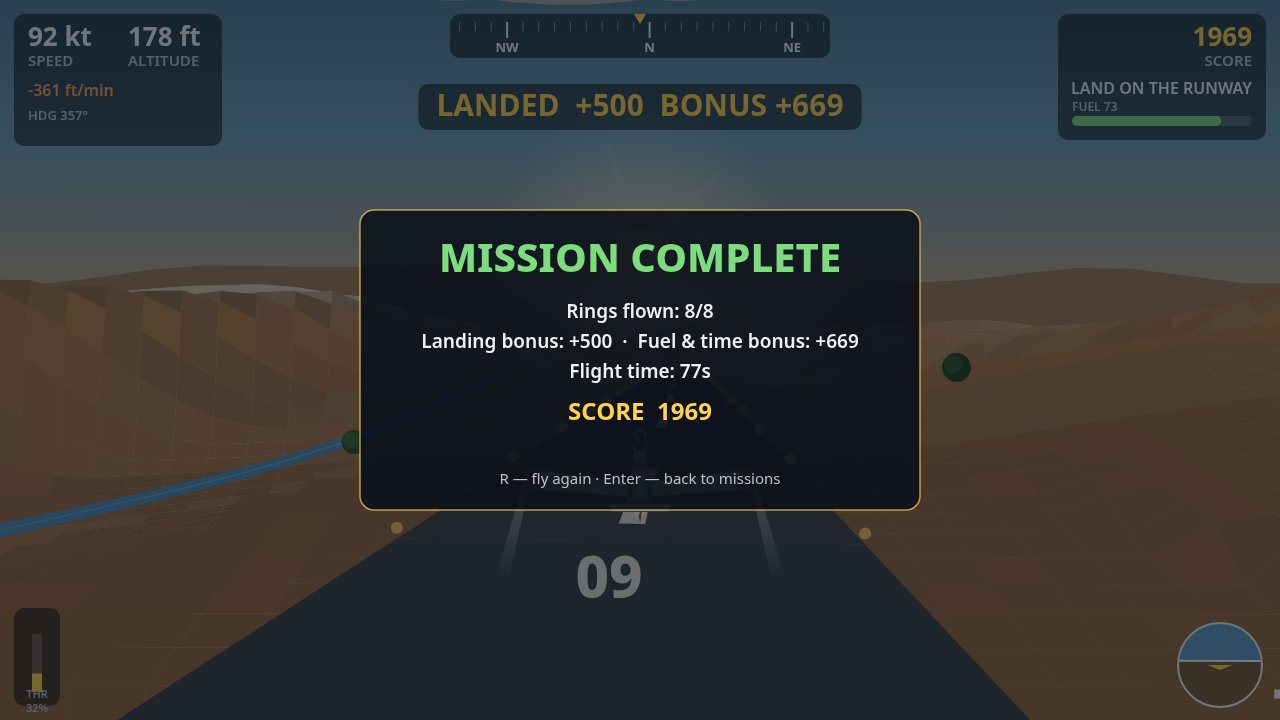 92 kt 178 ft
SPEED ALTITUDE
-361 ft/min
HDG 357°
NW N NE
LANDED +500 BONUS +669
1969
SCORE
LAND ON THE RUNWAY
FUEL 73
MISSION COMPLETE
Rings flown: 8/8
Landing bonus: +500 · Fuel & time bonus: +669
Flight time: 77s
SCORE 1969
R — fly again · Enter — back to missions
09
THR
32%